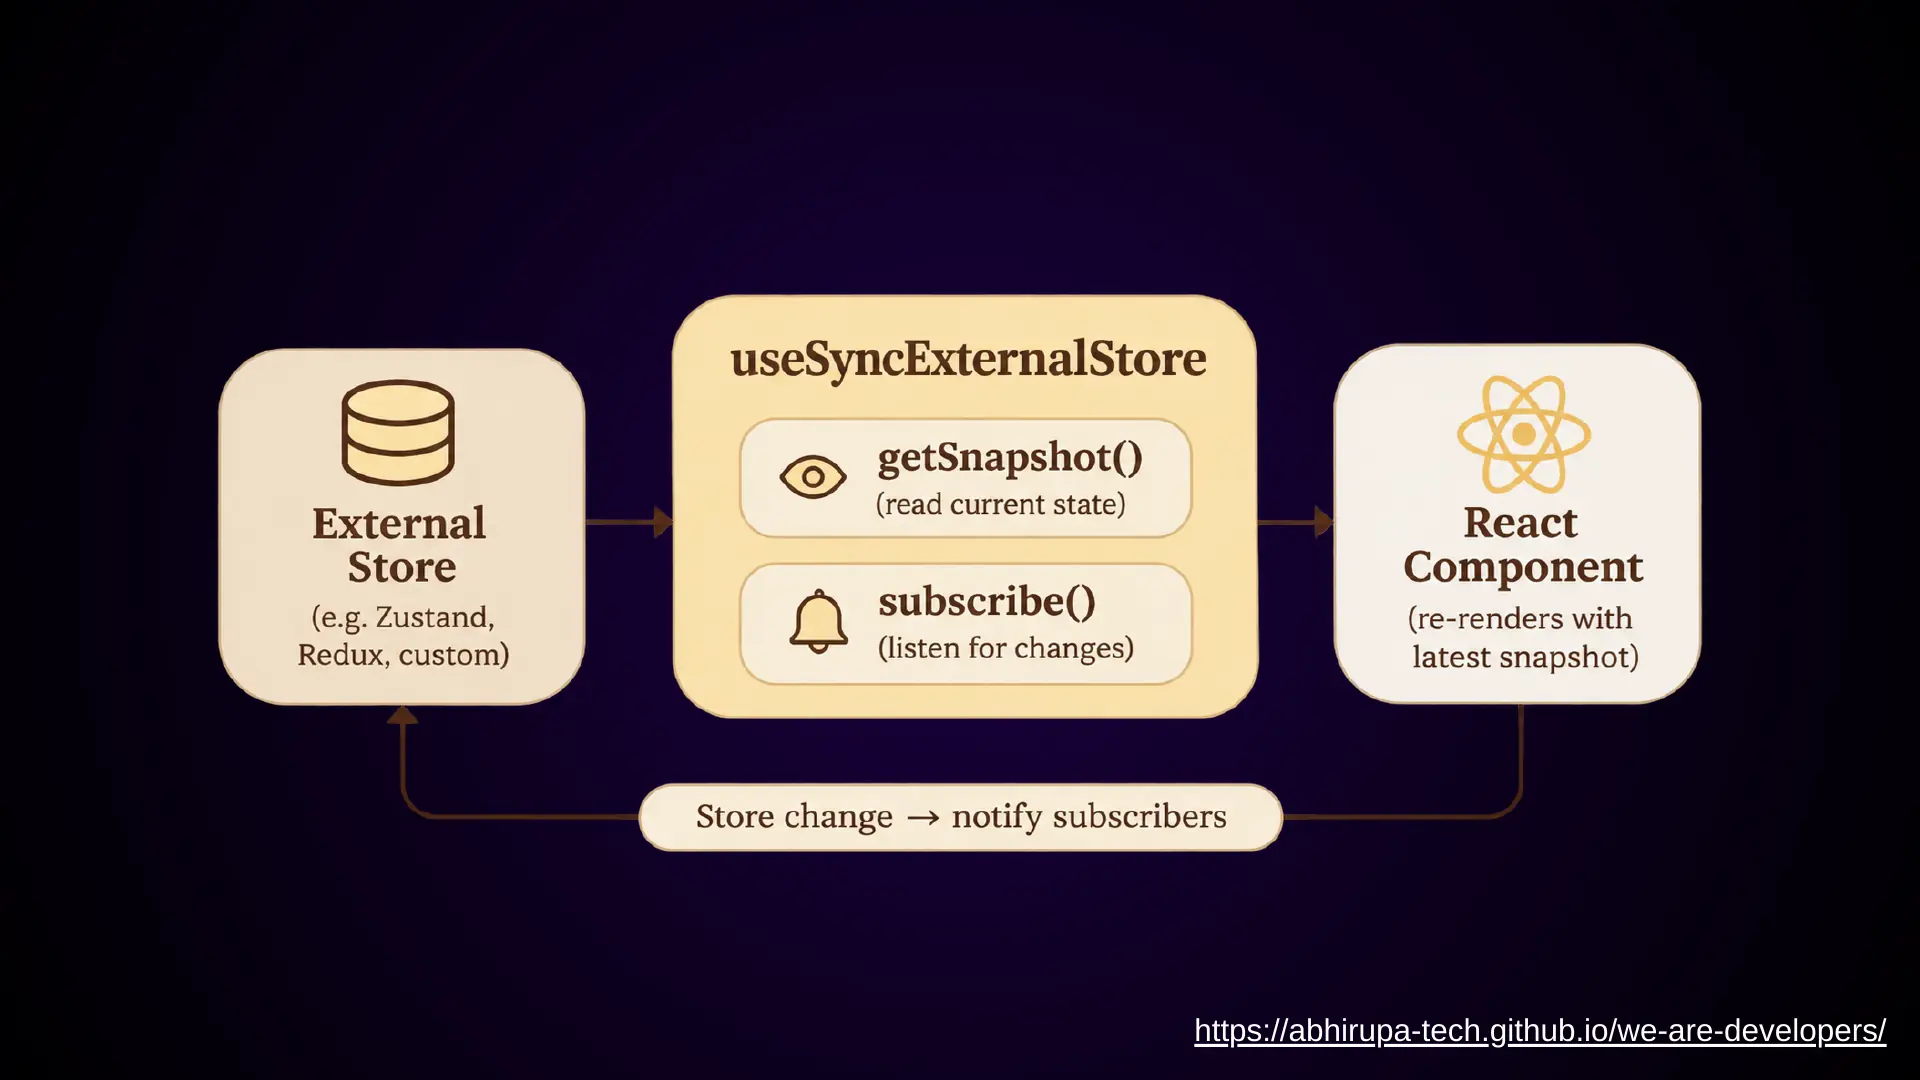 External
Store
(e.g. Zustand,
Redux, custom)
useSyncExternalStore
getSnapshot()
(read current state)
subscribe()
(listen for changes)
React
Component
(re-renders with
latest snapshot)
Store change → notify subscribers
https://abhirupa-tech.github.io/we-are-developers/